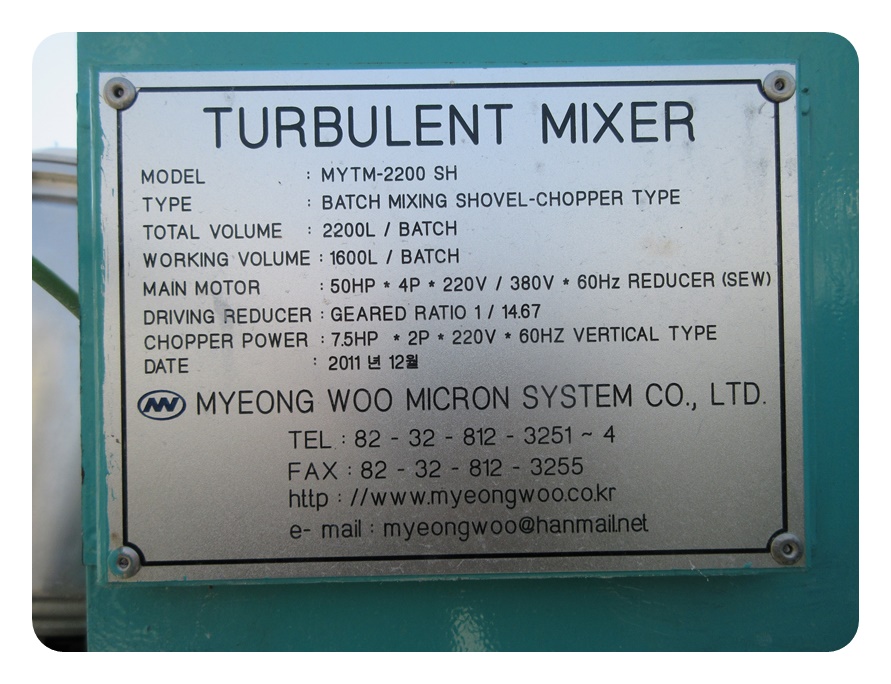 TURBULENT MIXER
MODEL : MYTM-2200 SH
TYPE : BATCH MIXING SHOVEL-CHOPPER TYPE
TOTAL VOLUME : 2200L / BATCH
WORKING VOLUME : 1600L / BATCH
MAIN MOTOR : 50HP * 4P * 220V / 380V * 60Hz REDUCER (SEW)
DRIVING REDUCER : GEARED RATIO 1 / 14.67
CHOPPER POWER : 7.5HP * 2P * 220V * 60HZ VERTICAL TYPE
DATE : 2011 년 12월
MYEONG WOO MICRON SYSTEM CO., LTD.
TEL : 82 - 32 - 812 - 3251 ~ 4
FAX : 82 - 32 - 812 - 3255
http : //www.myeongwoo.co.kr
e- mail : myeongwoo@hanmail.net